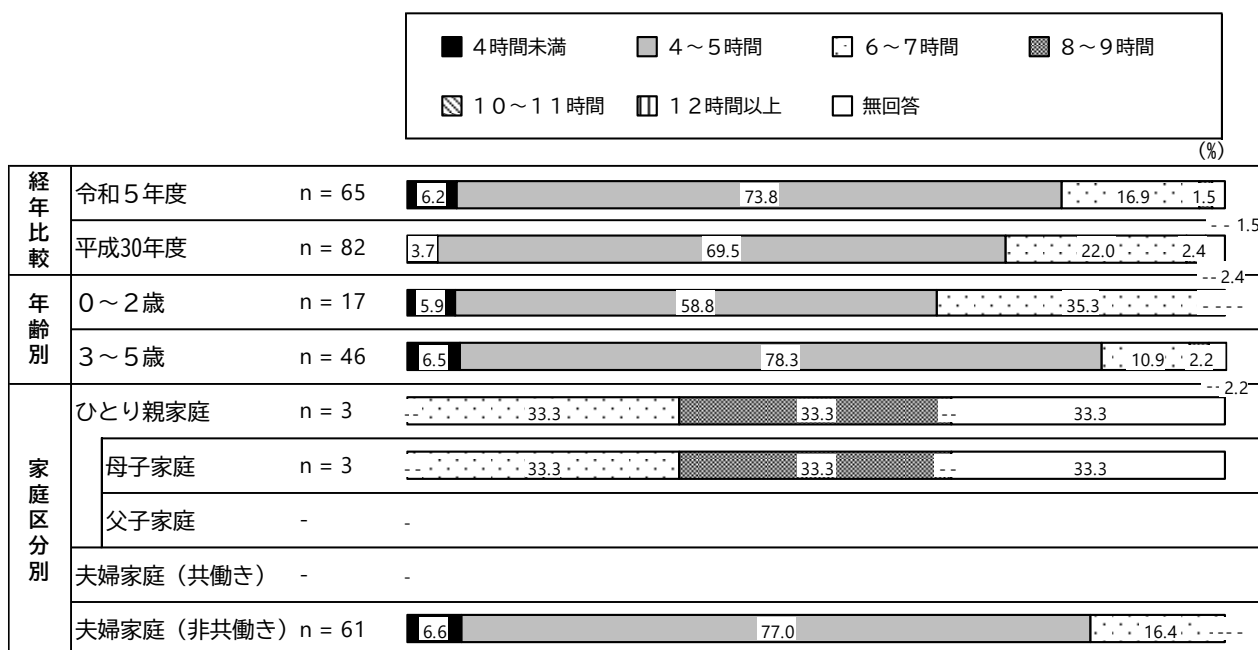 ４時間未満 ４～５時間 ６～７時間 ８～９時間
１０～１１時間 １２時間以上 無回答
(%)
経年比較
令和５年度 n = 65 6.2 73.8 16.9 1.5
- - 1.5
平成30年度 n = 82 3.7 69.5 22.0 2.4
- - 2.4
年齢別
０～２歳 n = 17 5.9 58.8 35.3 - - - -
３～５歳 n = 46 6.5 78.3 10.9 2.2
- - 2.2
家庭区分別
ひとり親家庭 n = 3 - - 33.3 33.3 - - 33.3
母子家庭 n = 3 - - 33.3 33.3 - - 33.3
父子家庭 - -
夫婦家庭（共働き） - -
夫婦家庭（非共働き） n = 61 6.6 77.0 16.4 - - - -